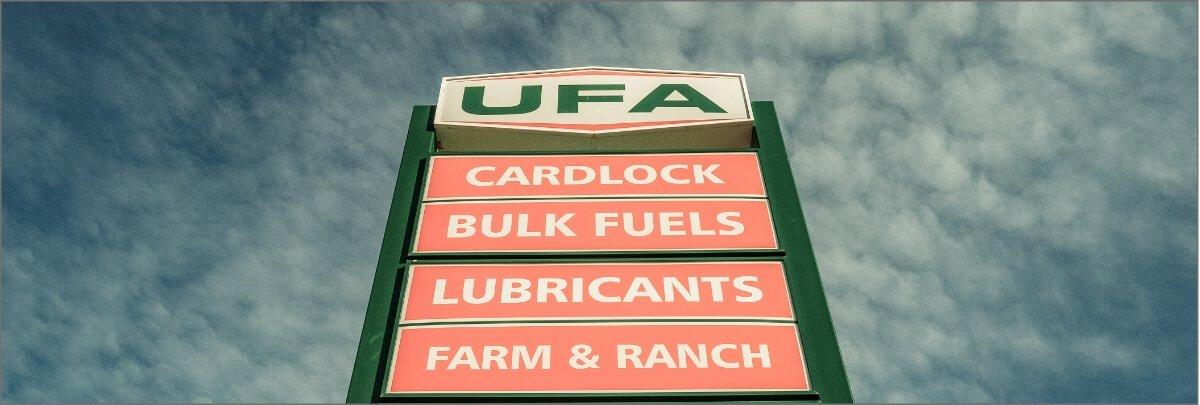 UFA
CARDLOCK
BULK FUELS
LUBRICANTS
FARM & RANCH